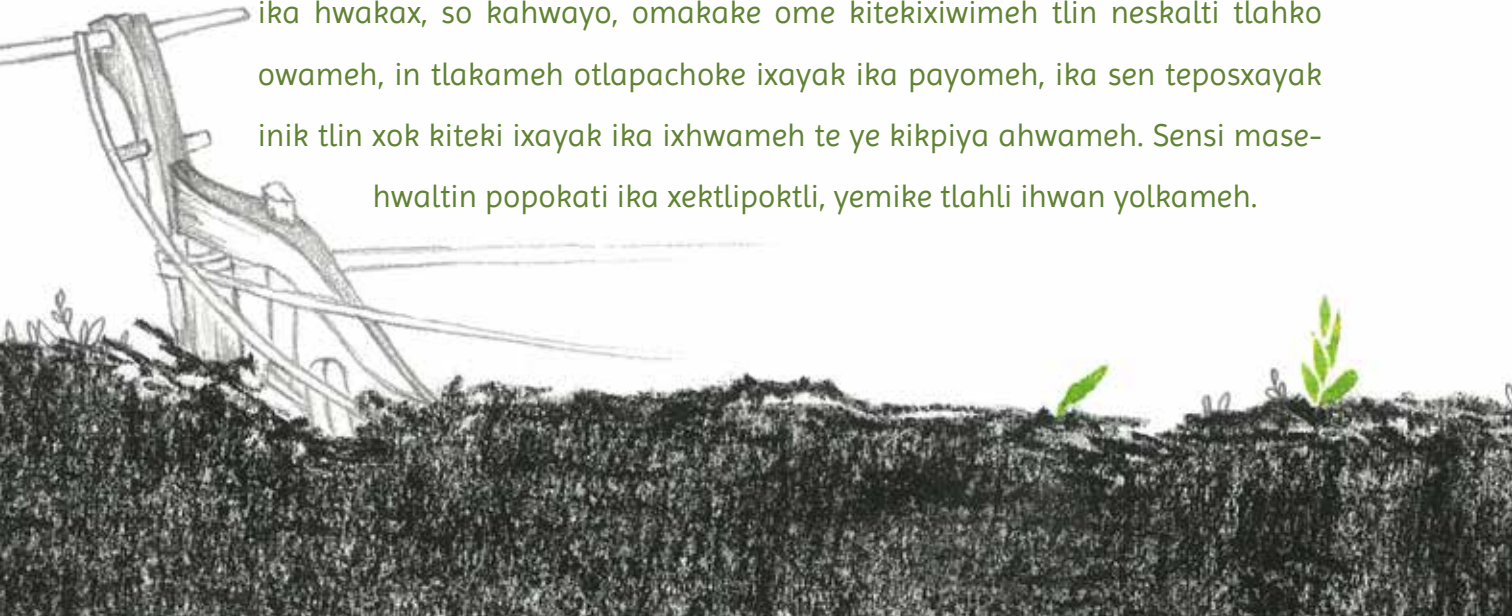 ika hwakax, so kahwayo, omakake ome kitekixiwimeh tlin neskalti tlahko
owameh, in tlakameh otlapachoke ixayak ika payomeh, ika sen teposxayak
inik tlin xok kiteki ixayak ika ixhwameh te ye kikpiya ahwameh. Sensi mase-
hwaltin popokati ika xektlipoktli, yemike tlahli ihwan yolkameh.